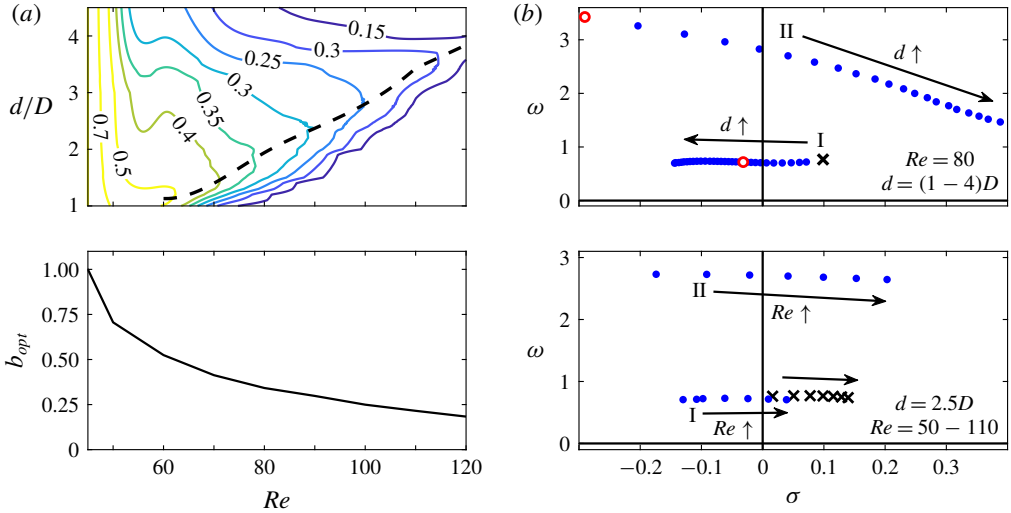 (a)
4
3
2
1
d/D
0.7
0.5
0.4
0.35
0.3
0.25
0.3
0.15
(b)
3
2
1
0
ω
II
d ↑
d ↑
I
Re = 80
d = (1 − 4)D
1.00
0.75
0.50
0.25
0
b_opt
60
80
100
120
Re
3
2
1
0
ω
II
Re ↑
I
Re ↑
d = 2.5D
Re = 50 − 110
−0.2
−0.1
0
0.1
0.2
0.3
σ